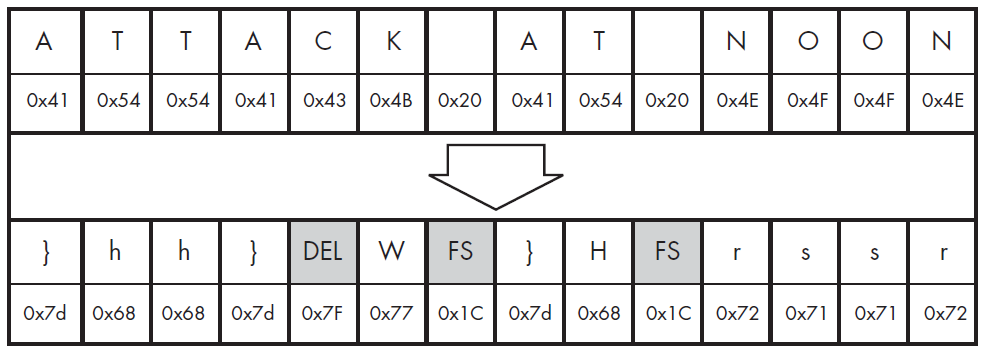 A T T A C K A T N O O N
0x41 0x54 0x54 0x41 0x43 0x4B 0x20 0x41 0x54 0x20 0x4E 0x4F 0x4F 0x4E
} h h } DEL W FS } H FS r s s r
0x7d 0x68 0x68 0x7d 0x7F 0x77 0x1C 0x7d 0x68 0x1C 0x72 0x71 0x71 0x72